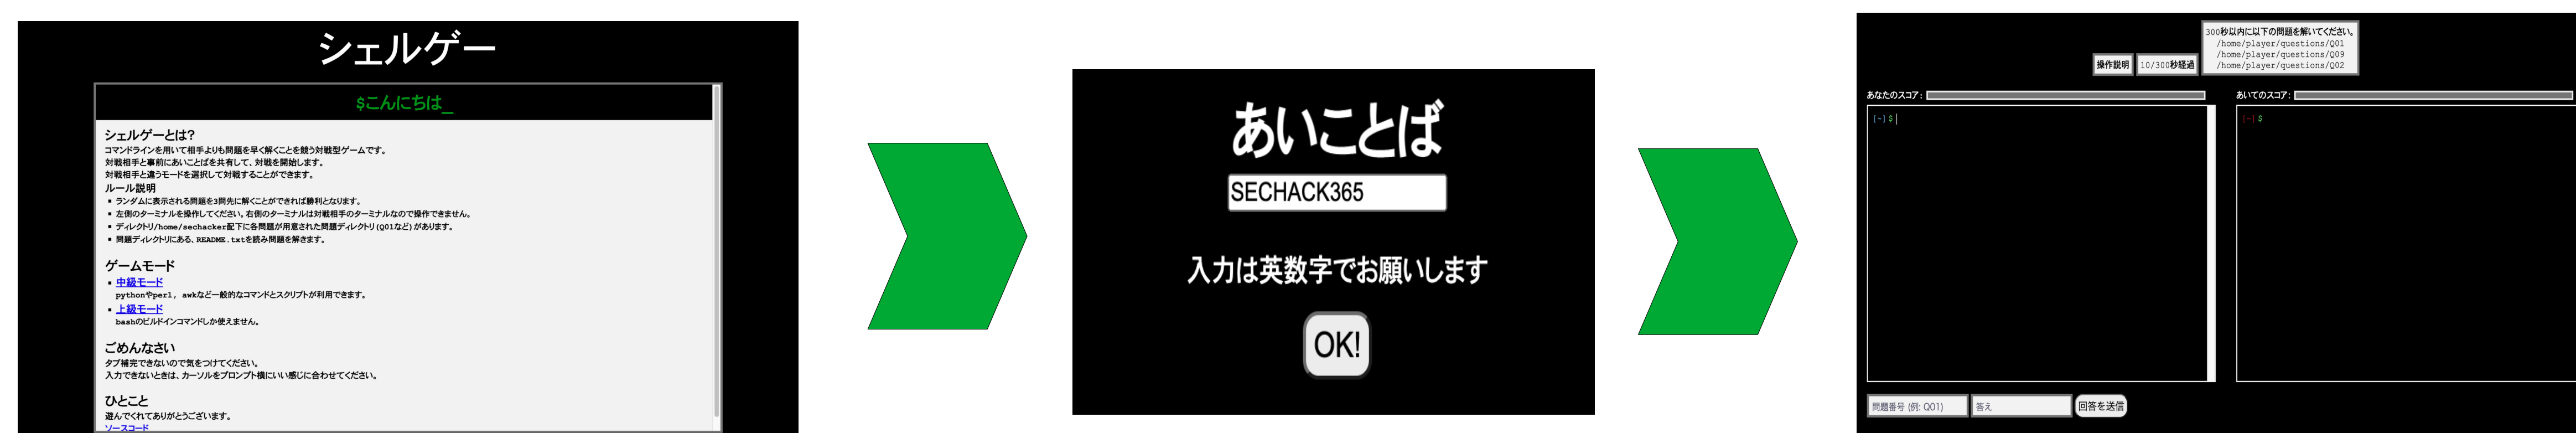 シェルゲー
$こんにちは_
シェルゲーとは?
コマンドラインを用いて相手よりも問題を早く解くことを競う対戦型ゲームです。
対戦相手と事前にあいことばを共有して、対戦を開始します。
対戦相手と違うモードを選択して対戦することができます。
ルール説明
▪ ランダムに表示される問題を3問先に解くことができれば勝利となります。
▪ 左側のターミナルを操作してください。右側のターミナルは対戦相手のターミナルなので操作できません。
▪ ディレクトリ/home/sechacker配下に各問題が用意された問題ディレクトリ(Q01など)があります。
▪ 問題ディレクトリにある、README.txtを読み問題を解きます。
ゲームモード
▪ 中級モード
pythonやperl, awkなど一般的なコマンドとスクリプトが利用できます。
▪ 上級モード
bashのビルドインコマンドしか使えません。
ごめんなさい
タブ補完できないので気をつけてください。
入力できないときは、カーソルをプロンプト横にいい感じに合わせてください。
ひとこと
遊んでくれてありがとうございます。
ソースコード
あいことば
SECHACK365
入力は英数字でお願いします
OK!
300秒以内に以下の問題を解いてください。
/home/player/questions/Q01
/home/player/questions/Q09
/home/player/questions/Q02
操作説明
10/300秒経過
あなたのスコア:
あいてのスコア:
[~] $
[~] $
問題番号 (例: Q01)
答え
回答を送信